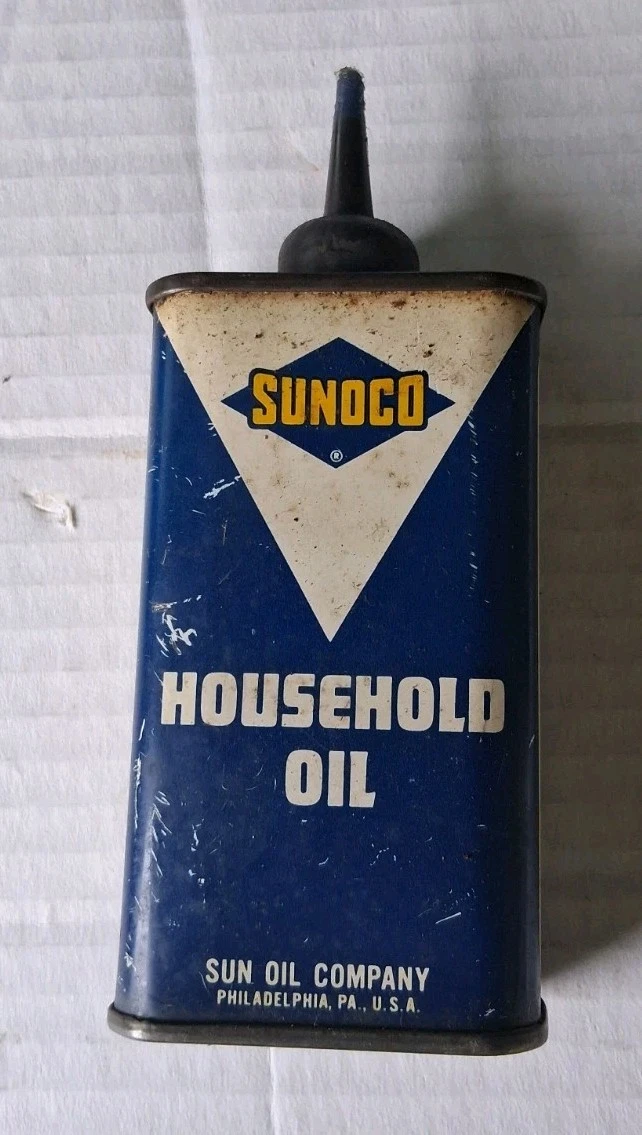 SUNOCO
®
HOUSEHOLD
OIL
SUN OIL COMPANY
PHILADELPHIA, PA., U.S.A.